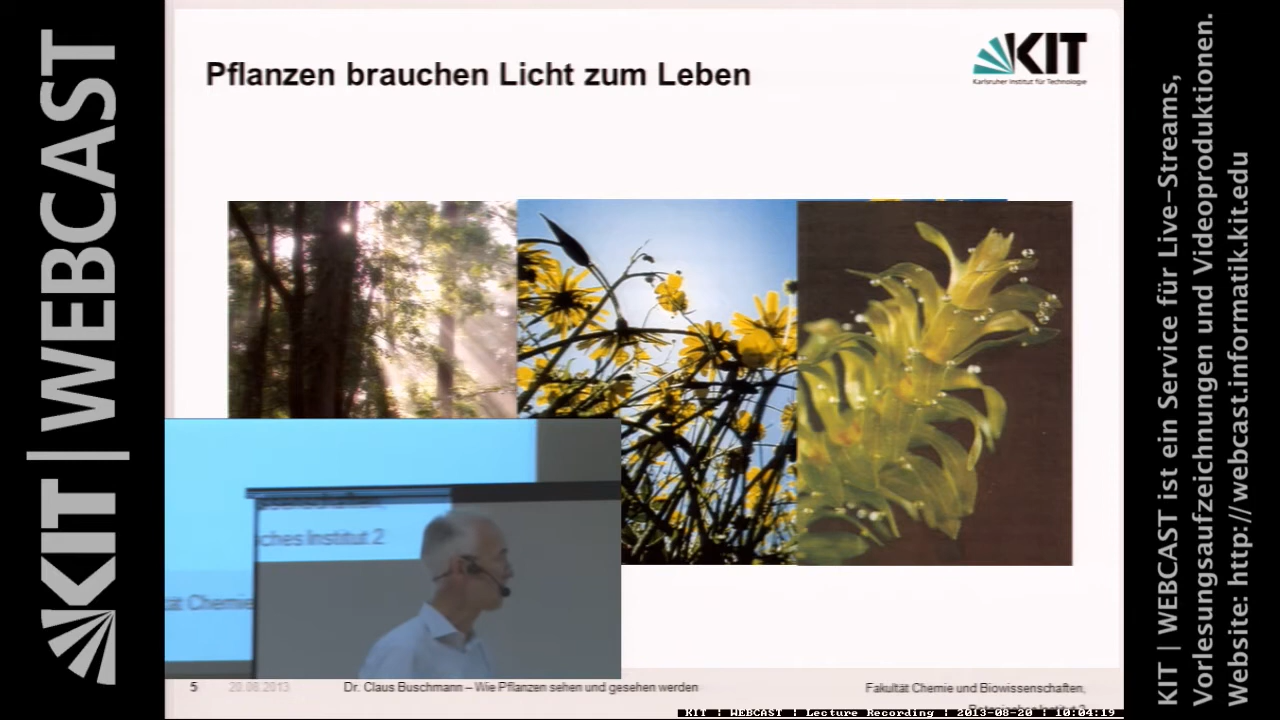 KIT | WEBCAST
Pflanzen brauchen Licht zum Leben
KIT
Karlsruher Institut für Technologie
ches Institut 2
ät Chemie
5
20.08.2013
Dr. Claus Buschmann – Wie Pflanzen sehen und gesehen werden
Fakultät Chemie und Biowissenschaften,
KIT : WEBCAST : Lecture Recording : 2013-08-20 : 10:04:19
KIT | WEBCAST ist ein Service für Live-Streams,
Vorlesungsaufzeichnungen und Videoproduktionen.
Website: http://webcast.informatik.kit.edu